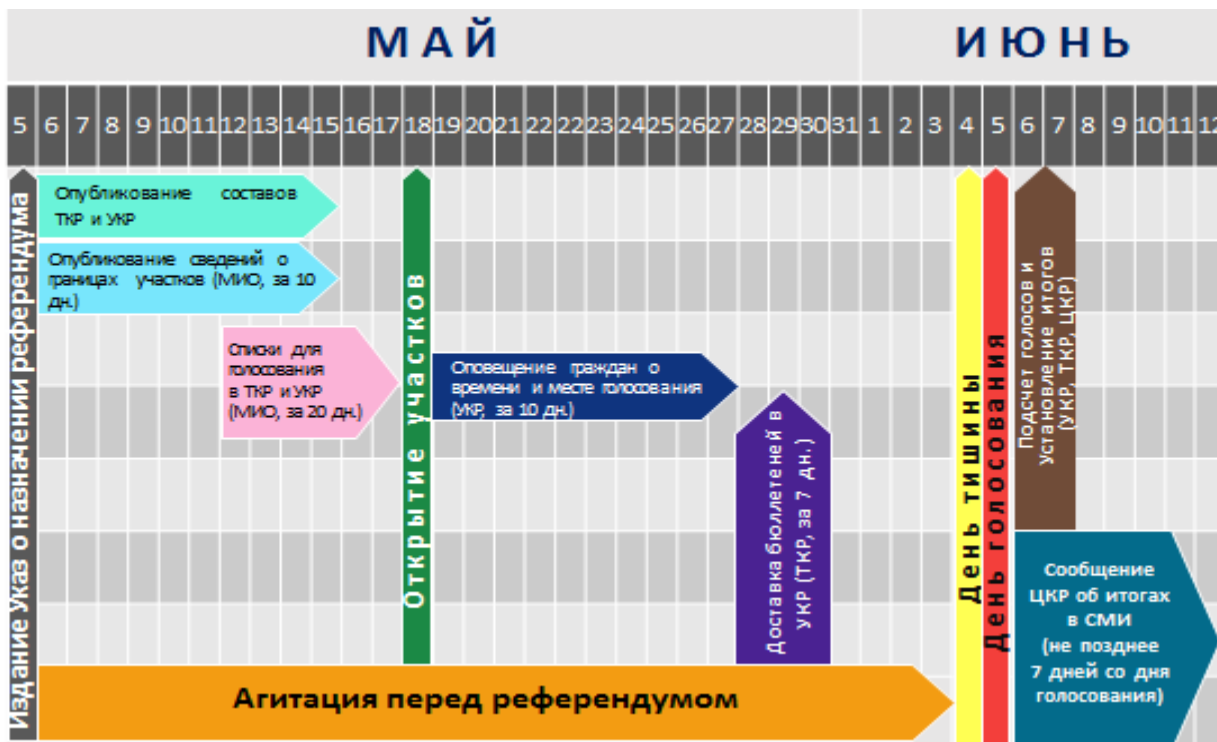 МАЙ ИЮНЬ
5 6 7 8 9 10 11 12 13 14 15 16 17 18 19 20 21 22 22 23 24 25 26 27 28 29 30 31 1 2 3 4 5 6 7 8 9 10 11 12
Издание Указ о назначении референдума
Опубликование составов
ТКР и УКР
Опубликование сведений о
границах участков (МИО, за 10
дн.)
Списки для
голосования
в ТКР и УКР
(МИО, за 20 дн.)
Открытие участков
Оповещение граждан о
времени и месте голосования
(УКР, за 10 дн.)
Доставка бюллетеней в
УКР (ТКР, за 7 дн.)
День тишины
День голосования
Подсчет голосов и
установление итогов
(УКР, ТКР, ЦКР)
Сообщение
ЦКР об итогах
в СМИ
(не позднее
7 дней со дня
голосования)
Агитация перед референдумом